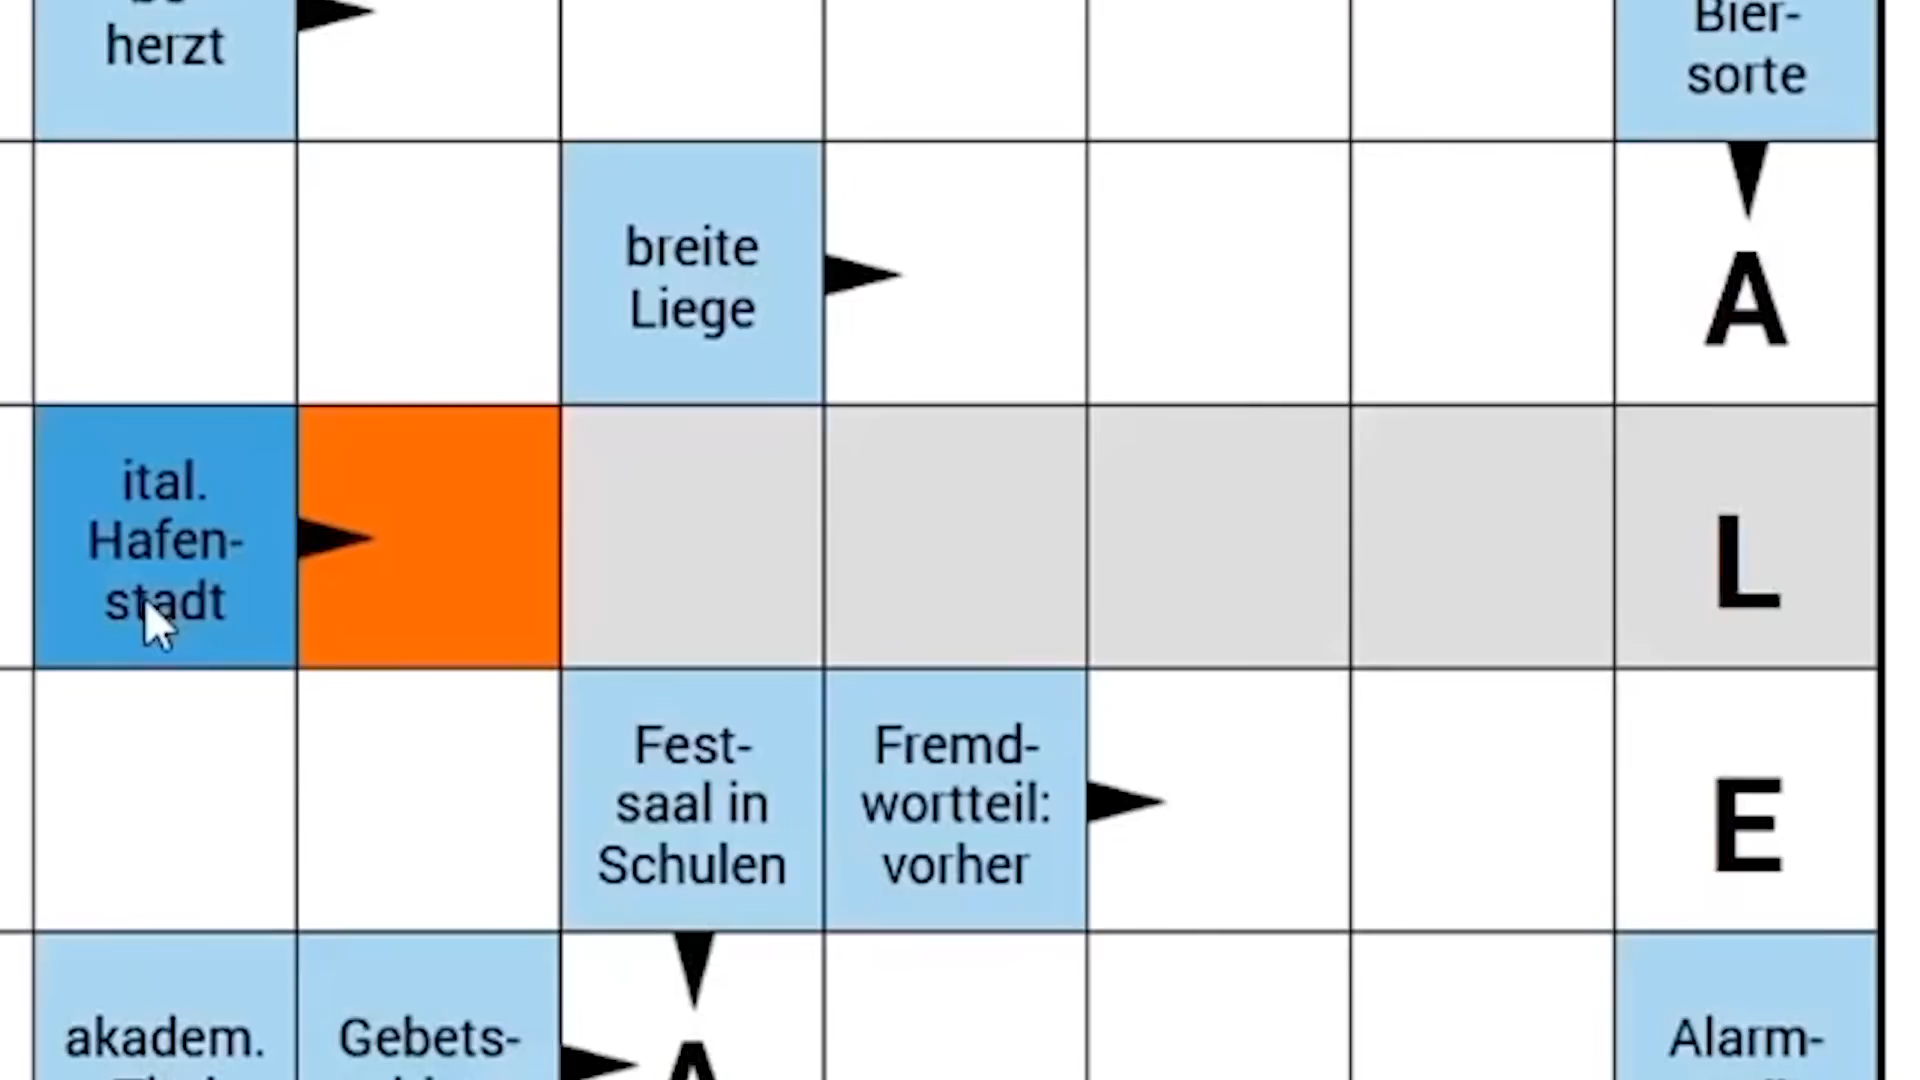 herzt
Bier-
sorte
breite
Liege
A
ital.
Hafen-
stadt
L
Fest-
saal in
Schulen
Fremd-
wortteil:
vorher
E
akadem.
Gebets-
A
Alarm-